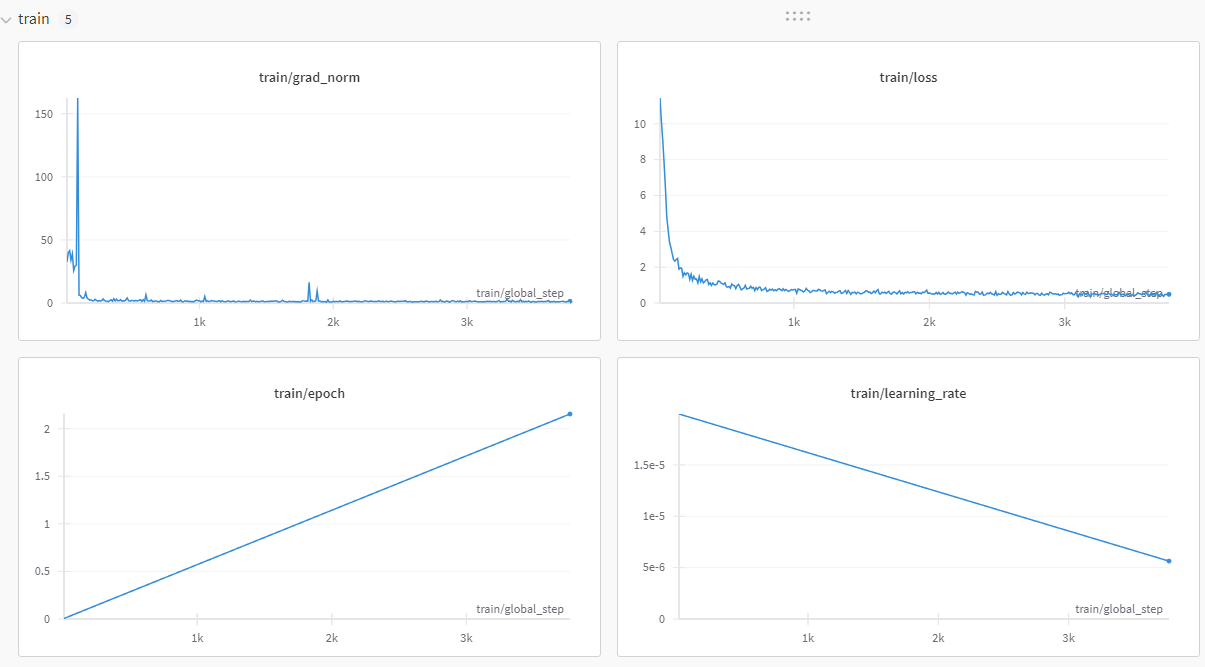 train 5
train/grad_norm
150
100
50
0
train/global_step
1k 2k 3k
train/loss
10
8
6
4
2
0
train/global_step
1k 2k 3k
train/epoch
2
1.5
1
0.5
0
train/global_step
1k 2k 3k
train/learning_rate
1.5e-5
1e-5
5e-6
0
train/global_step
1k 2k 3k